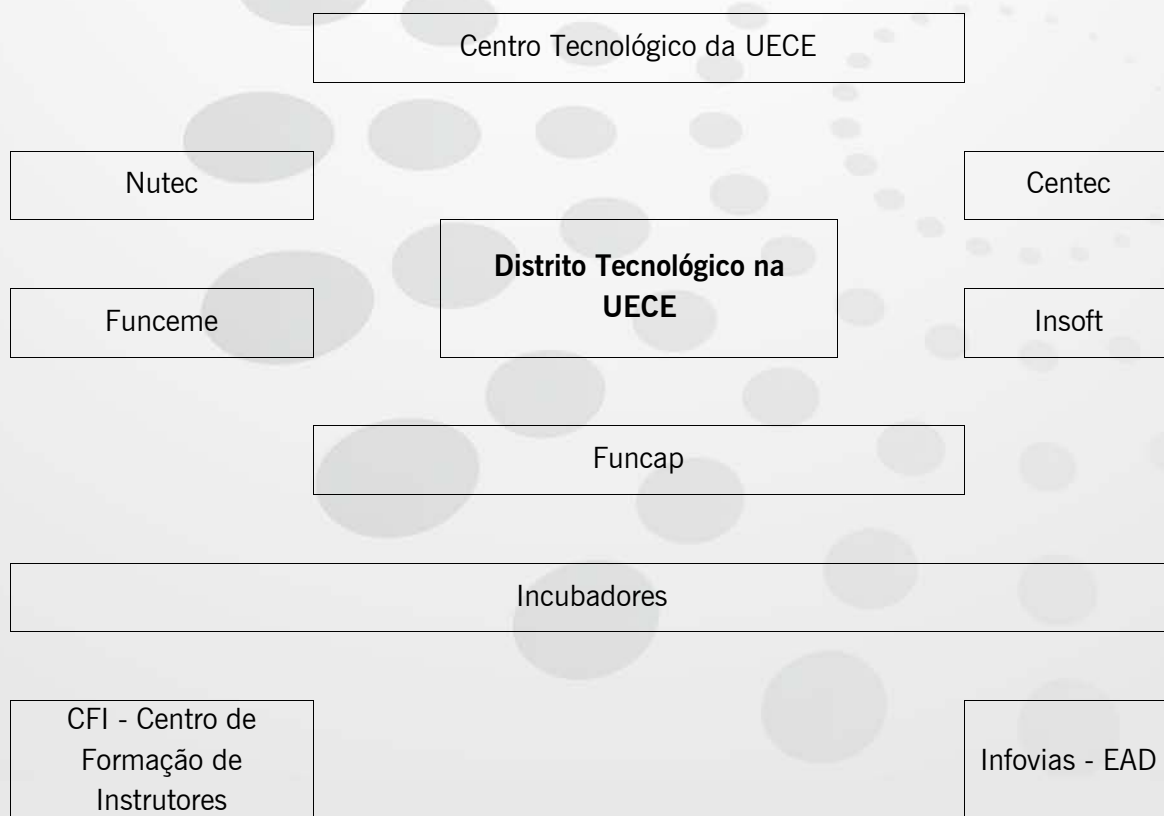 Centro Tecnológico da UECE
Nutec
Centec
Distrito Tecnológico na
UECE
Funceme
Insoft
Funcap
Incubadores
CFI - Centro de
Formação de
Instrutores
Infovias - EAD